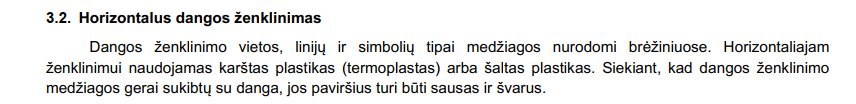 3.2. Horizontalus dangos ženklinimas
Dangos ženklinimo vietos, linijų ir simbolių tipai medžiagos nurodomi brėžiniuose. Horizontaliajam
ženklinimui naudojamas karštas plastikas (termoplastas) arba šaltas plastikas. Siekiant, kad dangos ženklinimo
medžiagos gerai sukibtų su danga, jos paviršius turi būti sausas ir švarus.